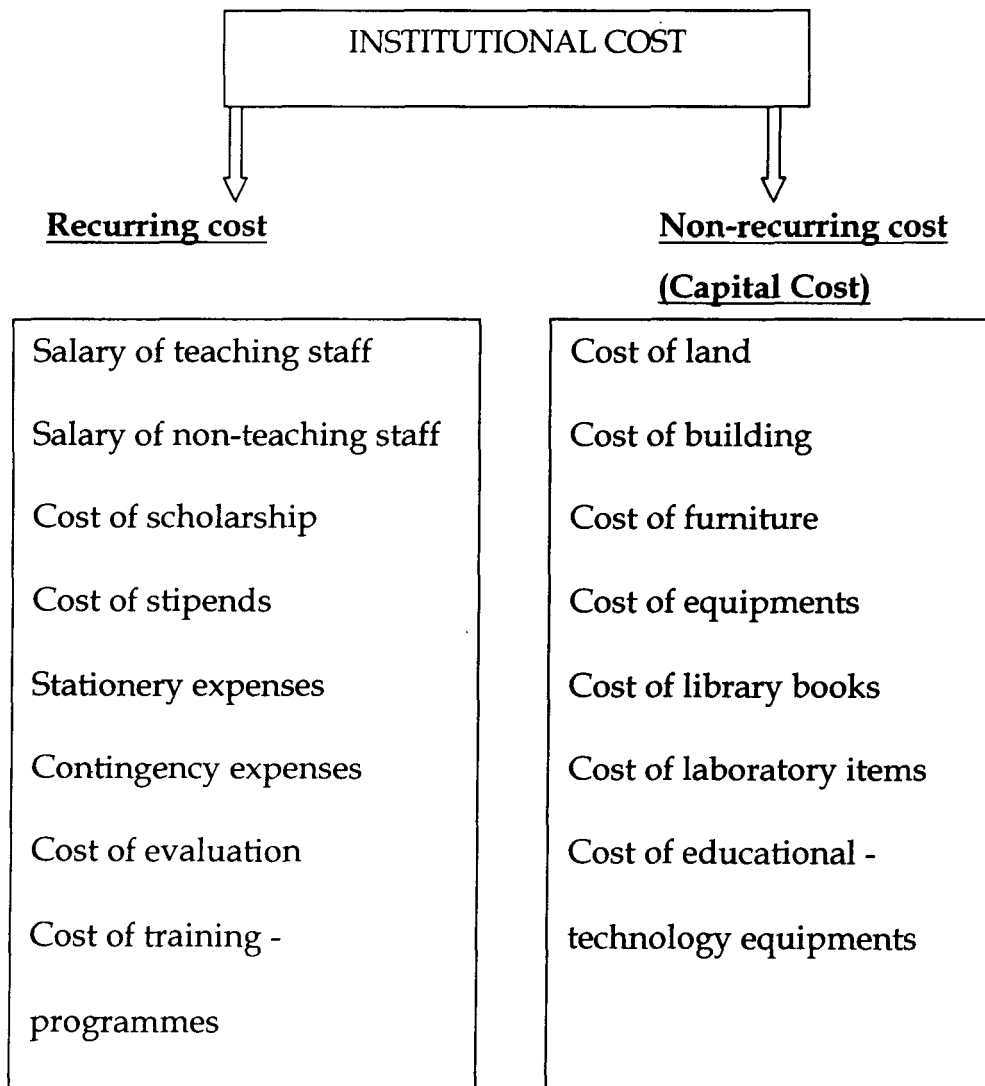 INSTITUTIONAL COST
Recurring cost
Salary of teaching staff
Salary of non-teaching staff
Cost of scholarship
Cost of stipends
Stationery expenses
Contingency expenses
Cost of evaluation
Cost of training -
programmes
Non-recurring cost
(Capital Cost)
Cost of land
Cost of building
Cost of furniture
Cost of equipments
Cost of library books
Cost of laboratory items
Cost of educational -
technology equipments